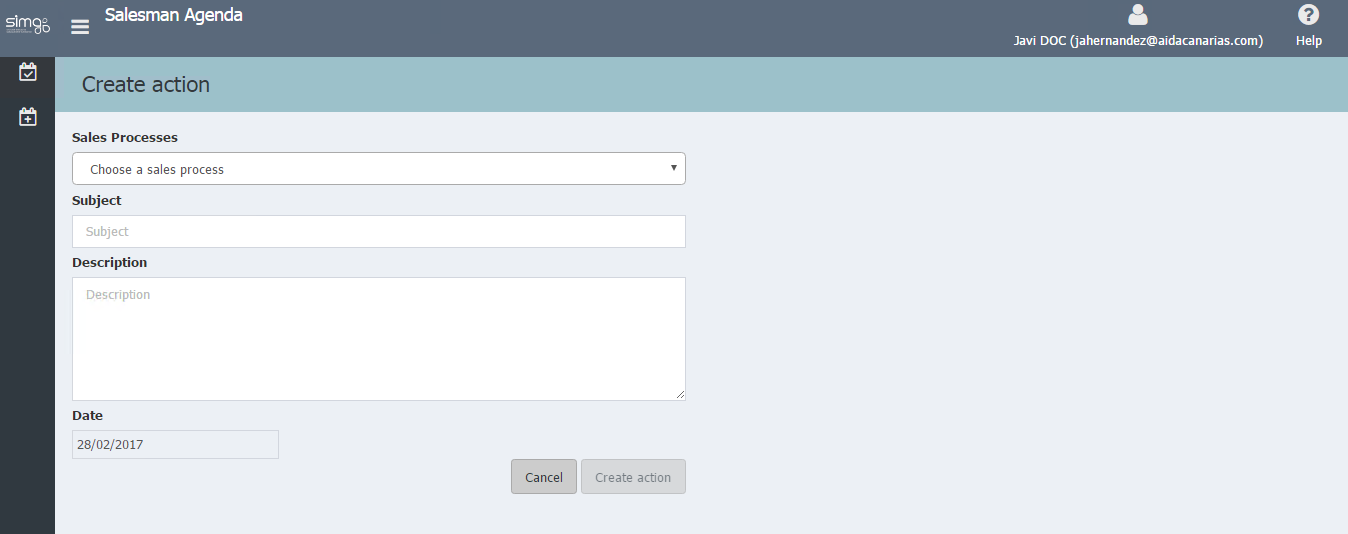 simgo
Salesman Agenda
Javi DOC (jahernandez@aidacanarias.com)
Help
Create action
Sales Processes
Choose a sales process
Subject
Subject
Description
Description
Date
28/02/2017
Cancel
Create action